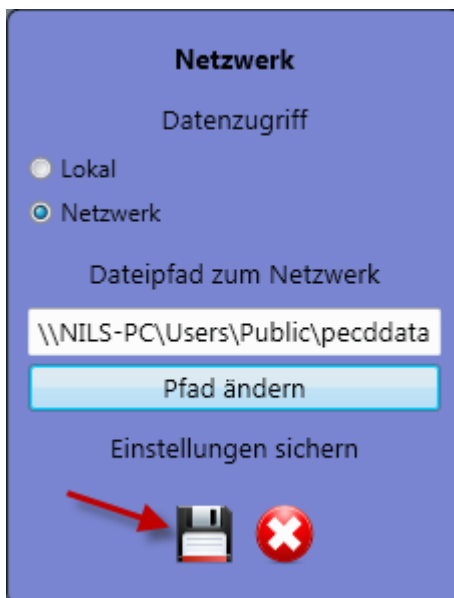 Netzwerk
Datenzugriff
Lokal
Netzwerk
Dateipfad zum Netzwerk
\\NILS-PC\Users\Public\pecddata
Pfad ändern
Einstellungen sichern